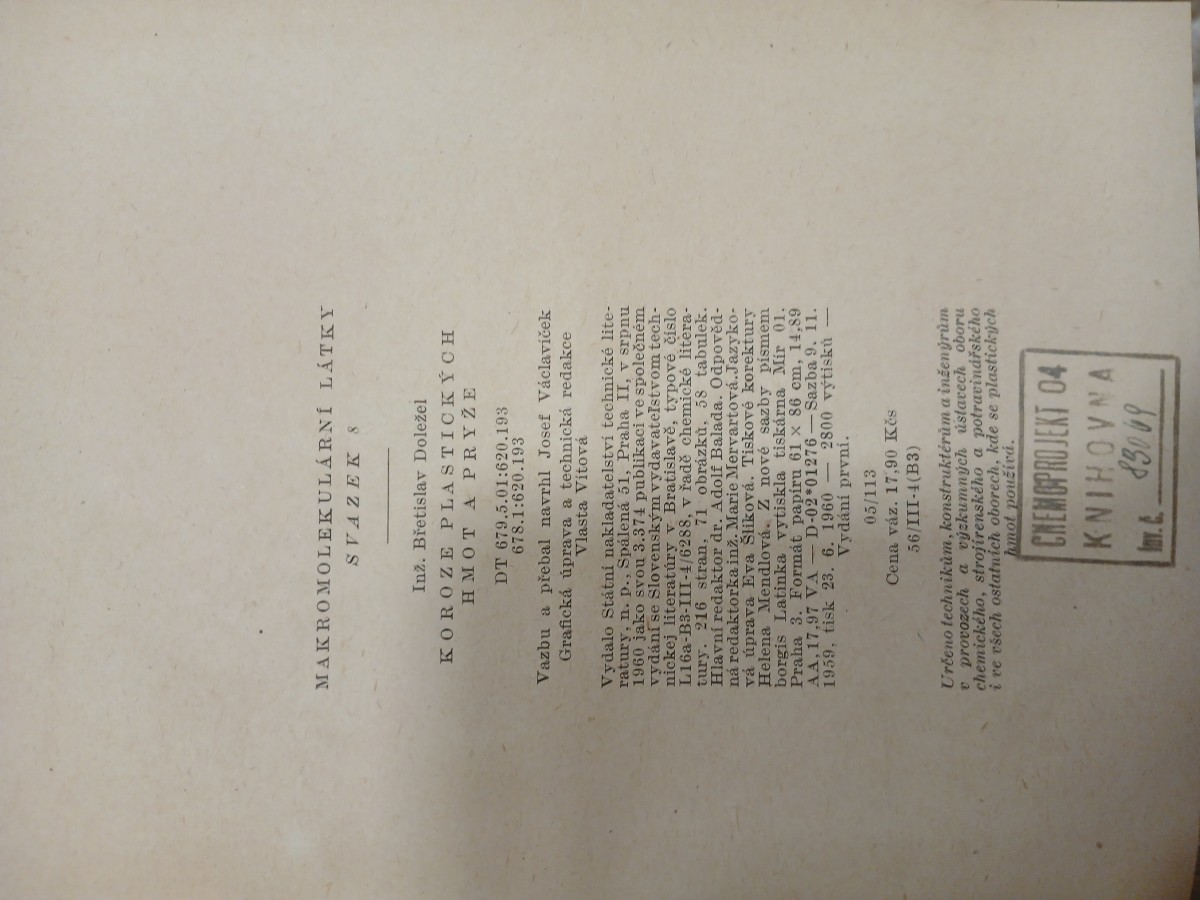 MAKROMOLEKULÁRNÍ LÁTKY
SVAZEK 8
Inž. Břetislav Doležel
KOROZE PLASTICKÝCH
HMOT A PRYŽE
DT 679.5.01:620.193
678.1:620.193
Vazbu a přebal navrhl Josef Václavíček
Grafická úprava a technická redakce
Vlasta Vítová
Vydalo Státní nakladatelství technické lite-
ratury, n. p., Spálená 51, Praha II, v srpnu
1960 jako svou 3.374 publikaci ve společném
vydání se Slovenským vydavateľstvom tech-
nickej literatúry v Bratislavě, typové číslo
L16a-B3-III-4/6288, v řadě chemické litera-
tury. 216 stran, 71 obrázků, 58 tabulek.
Hlavní redaktor dr. Adolf Balada. Odpověd-
ná redaktorka inž. Marie Mervartová. Jazyko-
vá úprava Eva Šliková. Tiskové korektury
Helena Mendlová. Z nové sazby písmem
borgis Latinka vytiskla tiskárna Mír 01.
Praha 3. Formát papíru 61 × 86 cm, 14,89
AA, 17,97 VA — D-02*01276 — Sazba 9. 11.
1959, tisk 23. 6. 1960 — 2800 výtisků —
Vydání první.
05/113
Cena váz. 17,90 Kčs
56/III-4(B3)
Určeno technikům, konstruktérům a inženýrům
v provozech a výzkumných ústavech oboru
chemického, strojírenského a potravinářského
i ve všech ostatních oborech, kde se plastických
hmot používá.
CHEMOPROJEKT 04
KNIHOVNA
Inv. č.